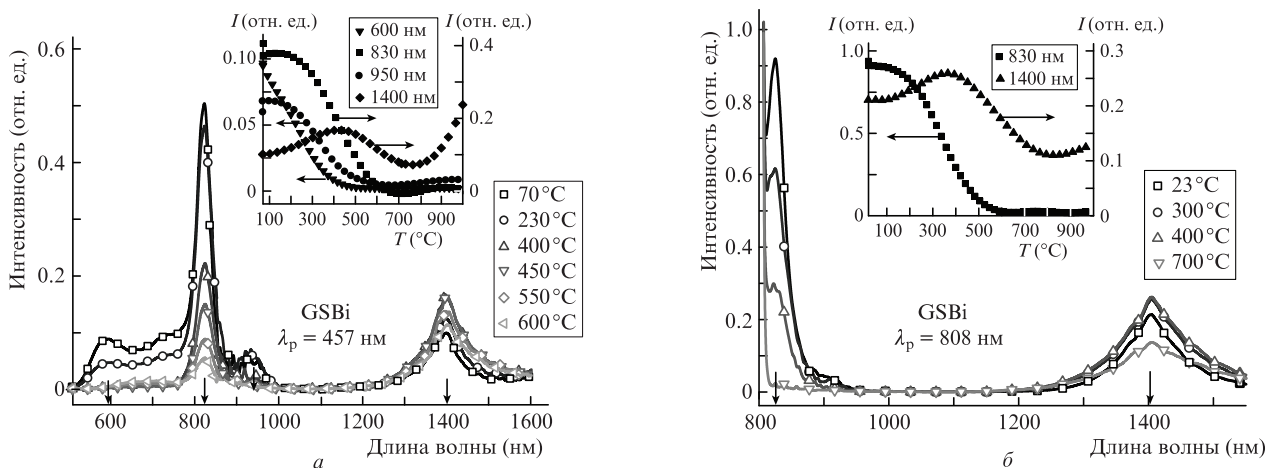 I (отн. ед.)
I (отн. ед.)
600 нм
830 нм
950 нм
1400 нм
0.10
0.05
0
0.4
0.2
0
100
300
500
700
900
T (°C)
Интенсивность (отн. ед.)
0.6
0.4
0.2
0
70 °C
230 °C
400 °C
450 °C
550 °C
600 °C
GSBi
λp = 457 нм
600
800
1000
1200
1400
1600
Длина волны (нм)
а
I (отн. ед.)
I (отн. ед.)
830 нм
1400 нм
1.0
0.5
0
0.3
0.2
0.1
0
100
300
500
700
900
T (°C)
Интенсивность (отн. ед.)
1.0
0.8
0.6
0.4
0.2
0
23 °C
300 °C
400 °C
700 °C
GSBi
λp = 808 нм
800
1000
1200
1400
Длина волны (нм)
б